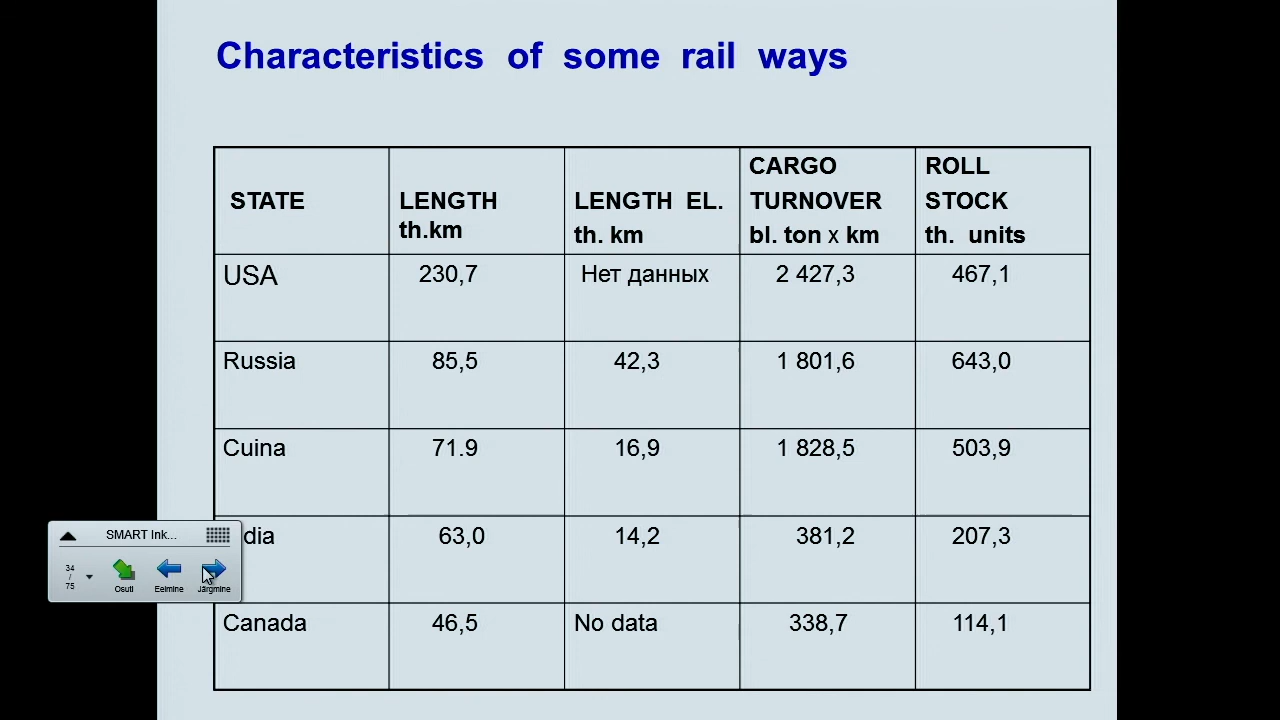 Characteristics of some rail ways
STATE
LENGTH
th.km
LENGTH EL.
th. km
CARGO
TURNOVER
bl. ton x km
ROLL
STOCK
th. units
USA 230,7 Нет данных 2 427,3 467,1
Russia 85,5 42,3 1 801,6 643,0
Cuina 71.9 16,9 1 828,5 503,9
dia 63,0 14,2 381,2 207,3
Canada 46,5 No data 338,7 114,1
SMART Ink...
34
/
75
Osuti Eelmine Järgmine